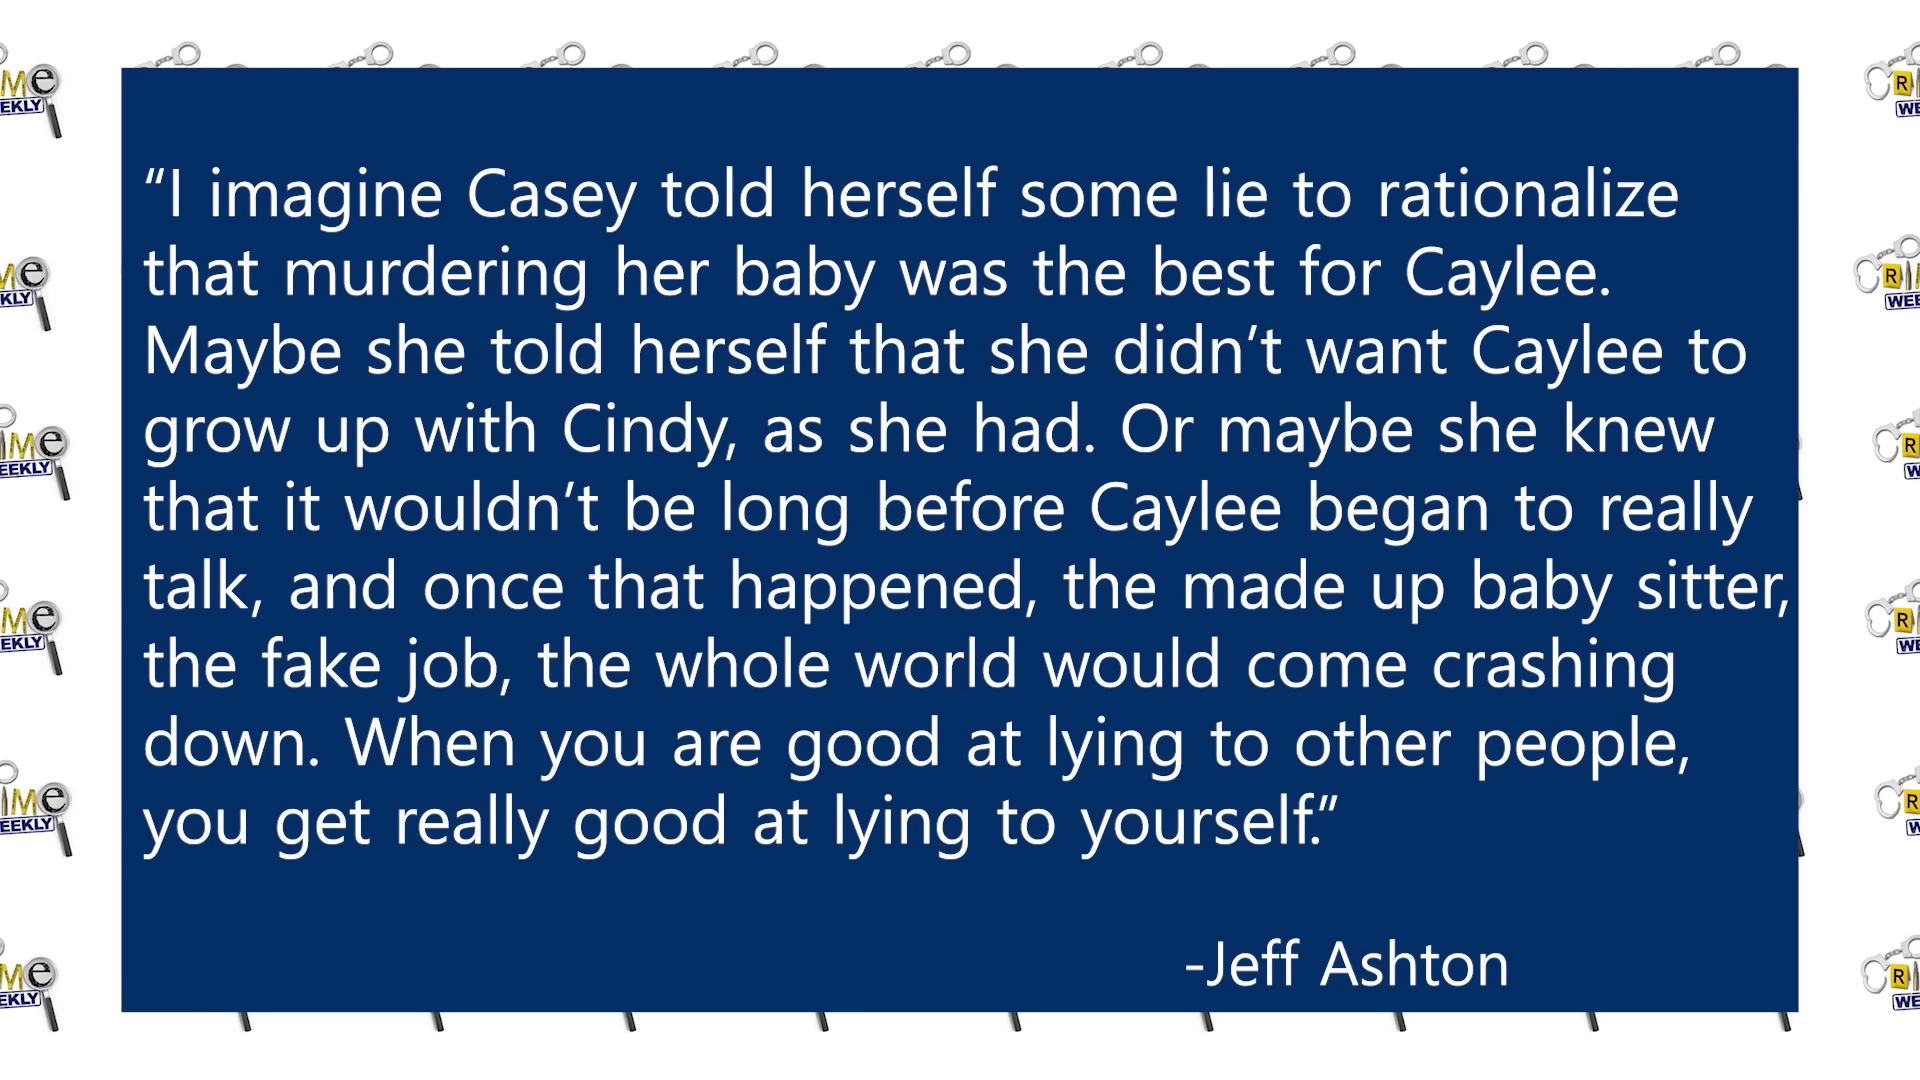 “I imagine Casey told herself some lie to rationalize
that murdering her baby was the best for Caylee.
Maybe she told herself that she didn’t want Caylee to
grow up with Cindy, as she had. Or maybe she knew
that it wouldn’t be long before Caylee began to really
talk, and once that happened, the made up baby sitter,
the fake job, the whole world would come crashing
down. When you are good at lying to other people,
you get really good at lying to yourself.”
-Jeff Ashton